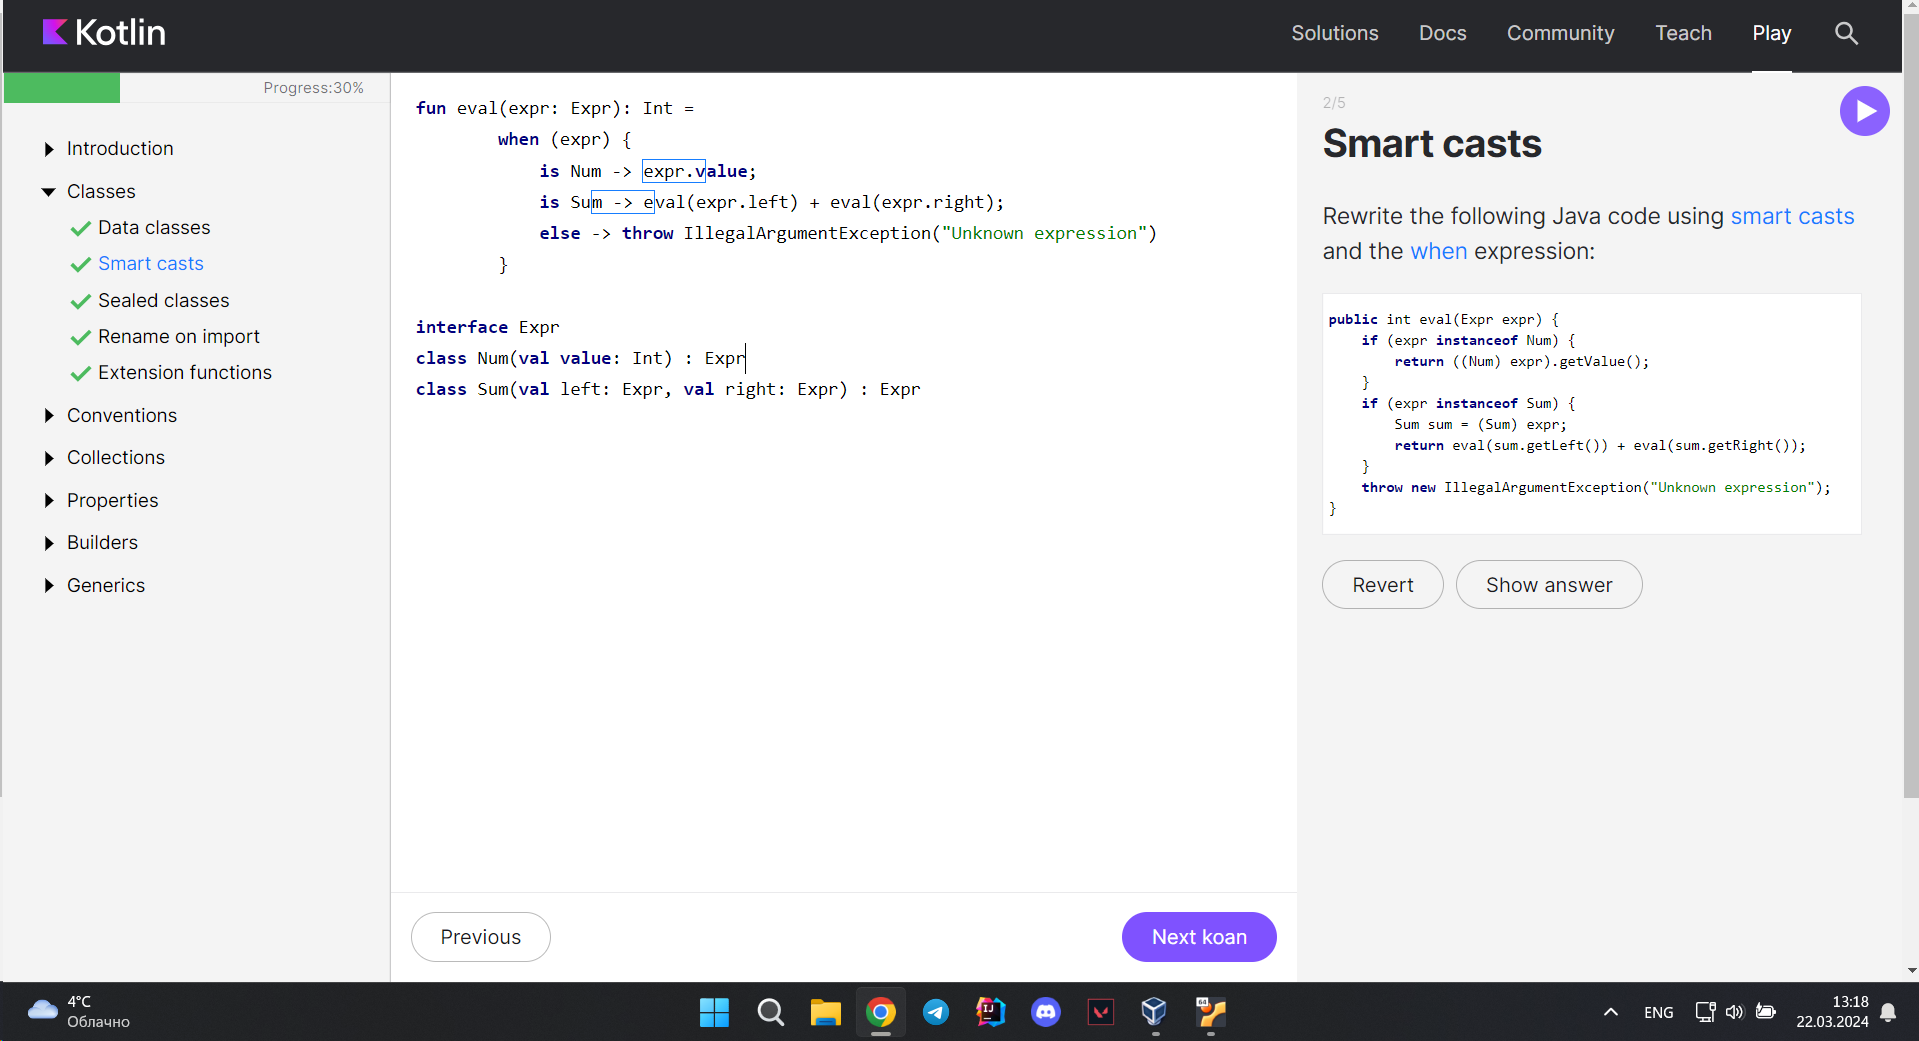 Kotlin
Solutions
Docs
Community
Teach
Play
Progress:30%
Introduction
Classes
Data classes
Smart casts
Sealed classes
Rename on import
Extension functions
Conventions
Collections
Properties
Builders
Generics
fun eval(expr: Expr): Int =
when (expr) {
is Num -> expr.value;
is Sum -> eval(expr.left) + eval(expr.right);
else -> throw IllegalArgumentException("Unknown expression")
}
interface Expr
class Num(val value: Int) : Expr
class Sum(val left: Expr, val right: Expr) : Expr
Previous
Next koan
2/5
Smart casts
Rewrite the following Java code using smart casts
and the when expression:
public int eval(Expr expr) {
if (expr instanceof Num) {
return ((Num) expr).getValue();
}
if (expr instanceof Sum) {
Sum sum = (Sum) expr;
return eval(sum.getLeft()) + eval(sum.getRight());
}
throw new IllegalArgumentException("Unknown expression");
}
Revert
Show answer
4°C
Облачно
IJ
64
ENG
13:18
22.03.2024